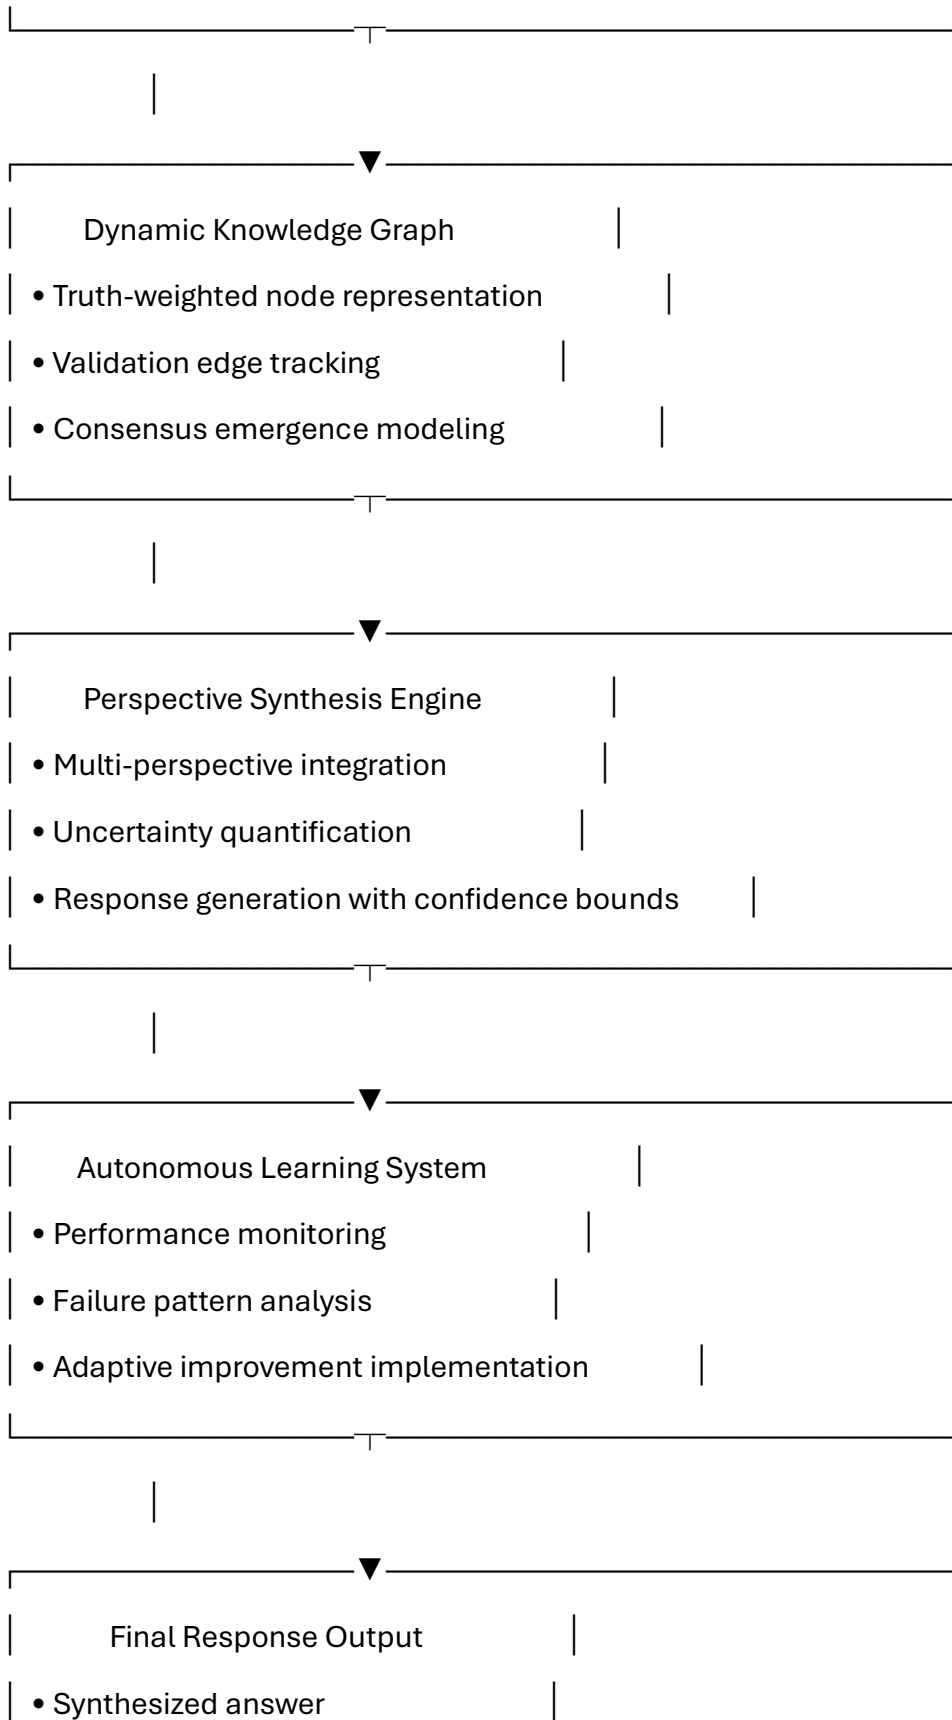 Dynamic Knowledge Graph
• Truth-weighted node representation
• Validation edge tracking
• Consensus emergence modeling
Perspective Synthesis Engine
• Multi-perspective integration
• Uncertainty quantification
• Response generation with confidence bounds
Autonomous Learning System
• Performance monitoring
• Failure pattern analysis
• Adaptive improvement implementation
Final Response Output
• Synthesized answer